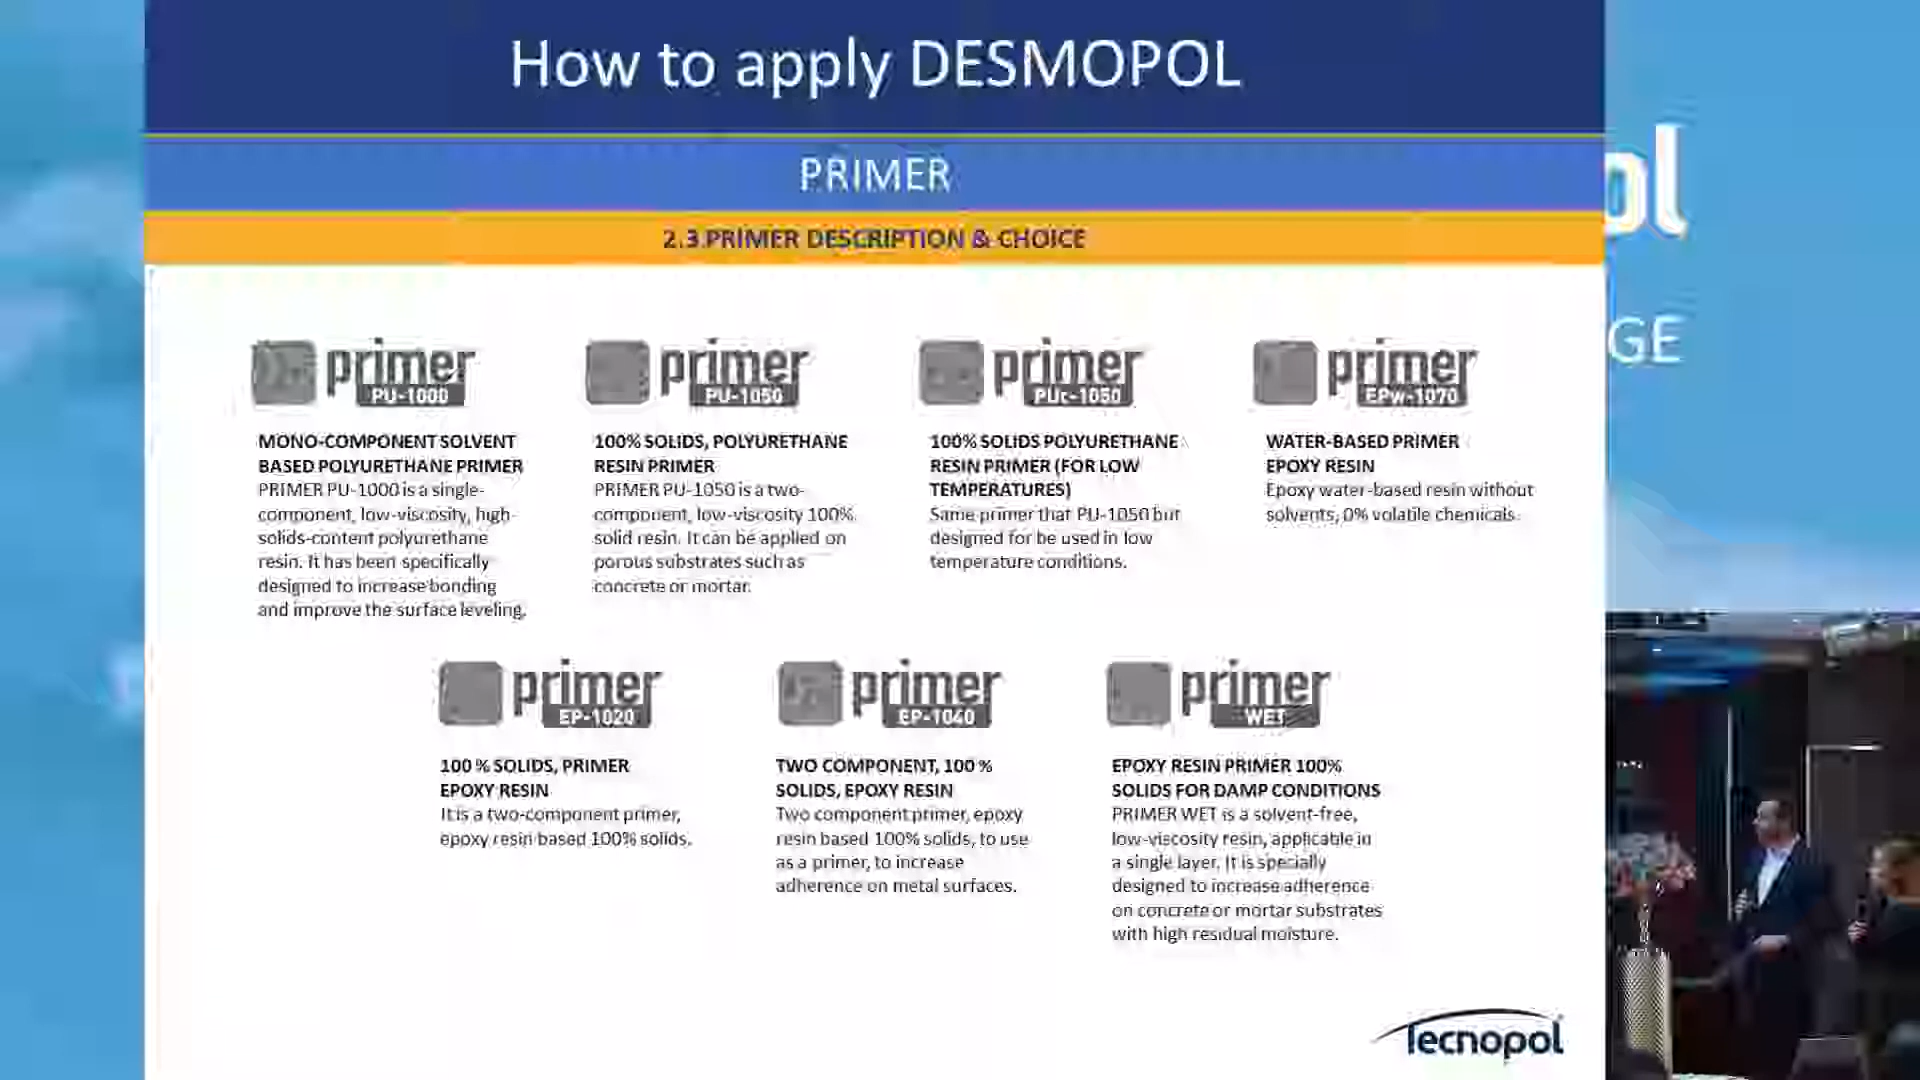 How to apply DESMOPOL
PRIMER
2.3.PRIMER DESCRIPTION & CHOICE
primer
PU-1000
MONO-COMPONENT SOLVENT
BASED POLYURETHANE PRIMER
PRIMER PU-1000 is a single-
component, low-viscosity, high-
solids-content polyurethane
resin. It has been specifically
designed to increase bonding
and improve the surface leveling.
primer
PU-1050
100% SOLIDS, POLYURETHANE
RESIN PRIMER
PRIMER PU-1050 is a two-
component, low-viscosity 100%
solid resin. It can be applied on
porous substrates such as
concrete or mortar.
primer
PUc-1050
100% SOLIDS POLYURETHANE
RESIN PRIMER (FOR LOW
TEMPERATURES)
Same primer that PU-1050 but
designed for be used in low
temperature conditions.
primer
EPw-1070
WATER-BASED PRIMER
EPOXY RESIN
Epoxy water-based resin without
solvents, 0% volatile chemicals.
primer
EP-1020
100 % SOLIDS, PRIMER
EPOXY RESIN
It is a two-component primer,
epoxy resin based 100% solids.
primer
EP-1040
TWO COMPONENT, 100 %
SOLIDS, EPOXY RESIN
Two component primer, epoxy
resin based 100% solids, to use
as a primer, to increase
adherence on metal surfaces.
primer
WET
EPOXY RESIN PRIMER 100%
SOLIDS FOR DAMP CONDITIONS
PRIMER WET is a solvent-free,
low-viscosity resin, applicable in
a single layer. It is specially
designed to increase adherence
on concrete or mortar substrates
with high residual moisture.
Tecnopol
ol
GE